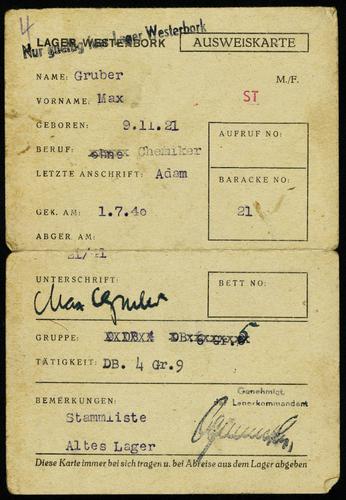 4
LAGER WESTERBORK AUSWEISKARTE
Nur gültig für Lager Westerbork
NAME: Gruber M./F.
VORNAME: Max ST
GEBOREN: 9.11.21
AUFRUF NO:
BERUF: ohne Chemiker
LETZTE ANSCHRIFT: Adam
BARACKE NO:
GEK. AM: 1.7.40 21
ABGER. AM:
UNTERSCHRIFT: BETT NO:
Max Gruber
GRUPPE:
TÄTIGKEIT: DB. 4 Gr.9
Genehmigt
Lagerkommandant
BEMERKUNGEN:
Stammliste
Altes Lager
Diese Karte immer bei sich tragen u. bei Abreise aus dem Lager abgeben